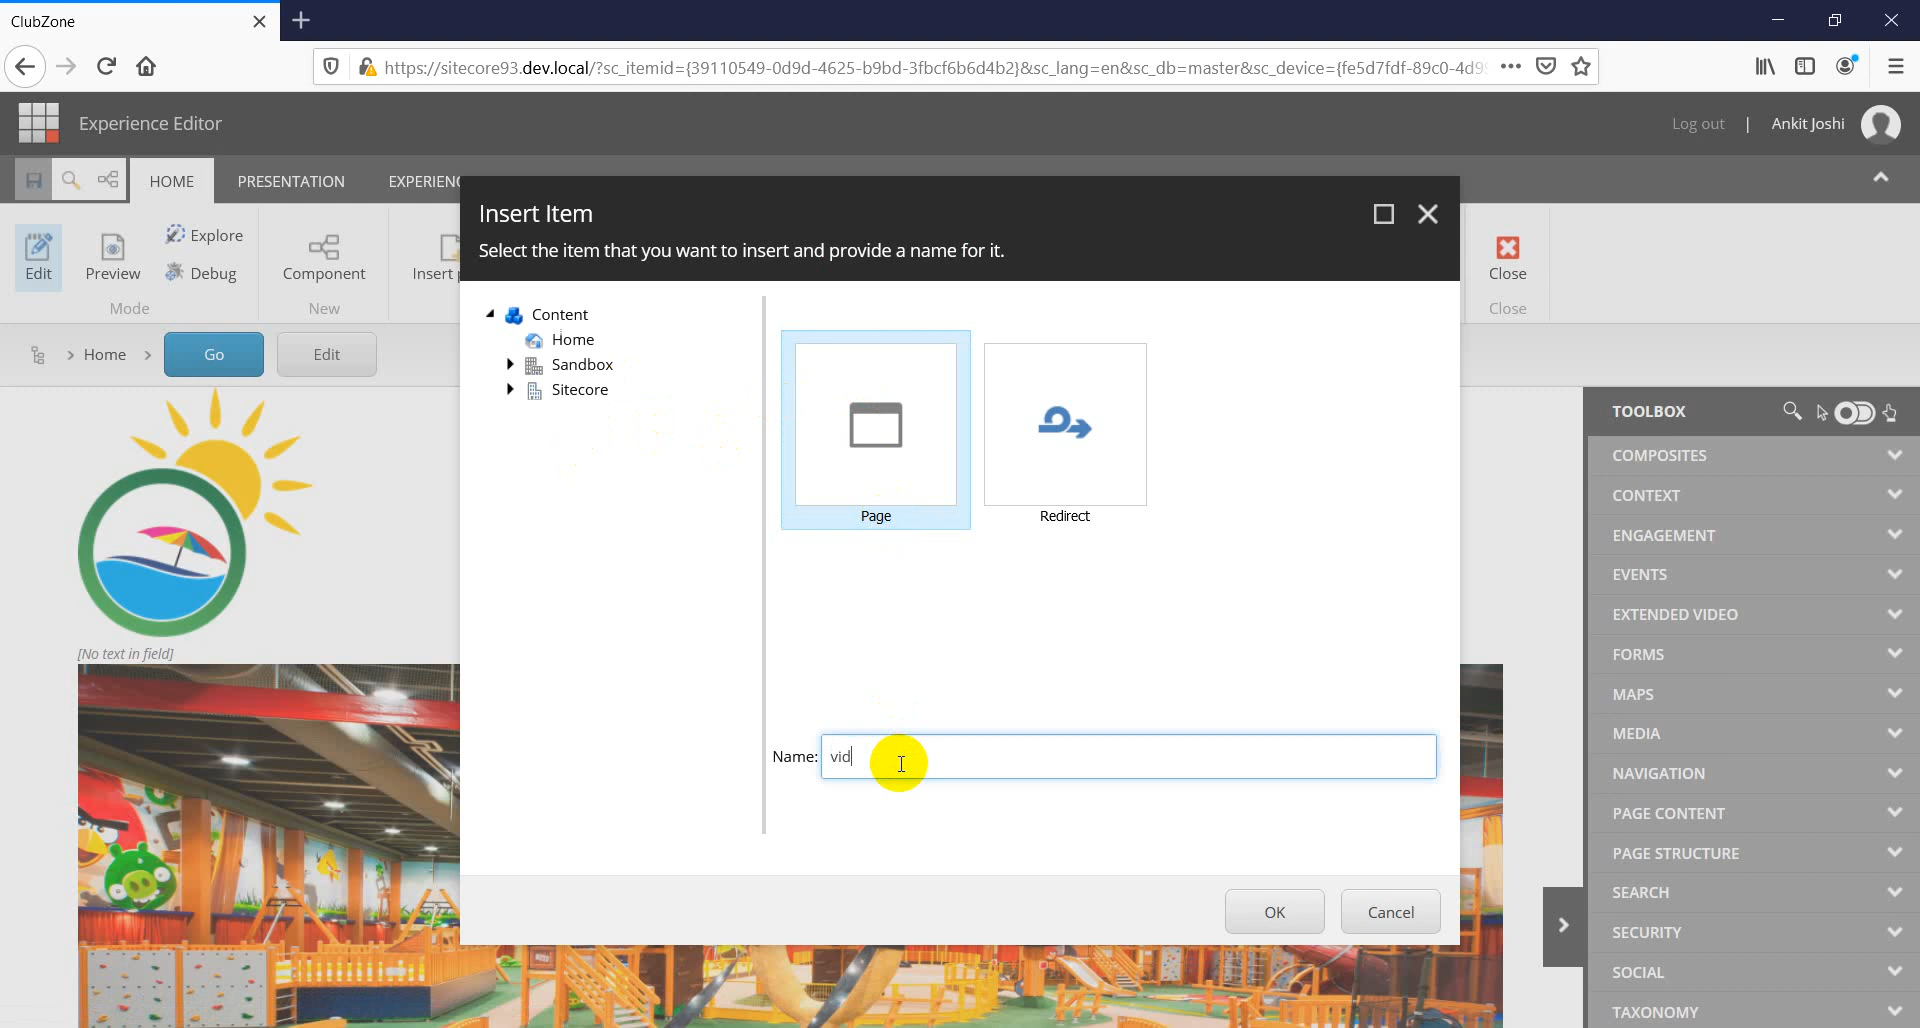 ClubZone
https://sitecore93.dev.local/?sc_itemid={39110549-0d9d-4625-b9bd-3fbcf6b6d4b2}&sc_lang=en&sc_db=master&sc_device={fe5d7fdf-89c0-4d99
Experience Editor
Log out | Ankit Joshi
HOME PRESENTATION EXPERIENC
Insert Item
Select the item that you want to insert and provide a name for it.
Edit
Preview
Explore
Debug
Mode
Component
New
Insert
Close
Close
Home
Go
Edit
Content
Home
Sandbox
Sitecore
Page
Redirect
Name: vid
OK
Cancel
[No text in field]
TOOLBOX
COMPOSITES
CONTEXT
ENGAGEMENT
EVENTS
EXTENDED VIDEO
FORMS
MAPS
MEDIA
NAVIGATION
PAGE CONTENT
PAGE STRUCTURE
SEARCH
SECURITY
SOCIAL
TAXONOMY